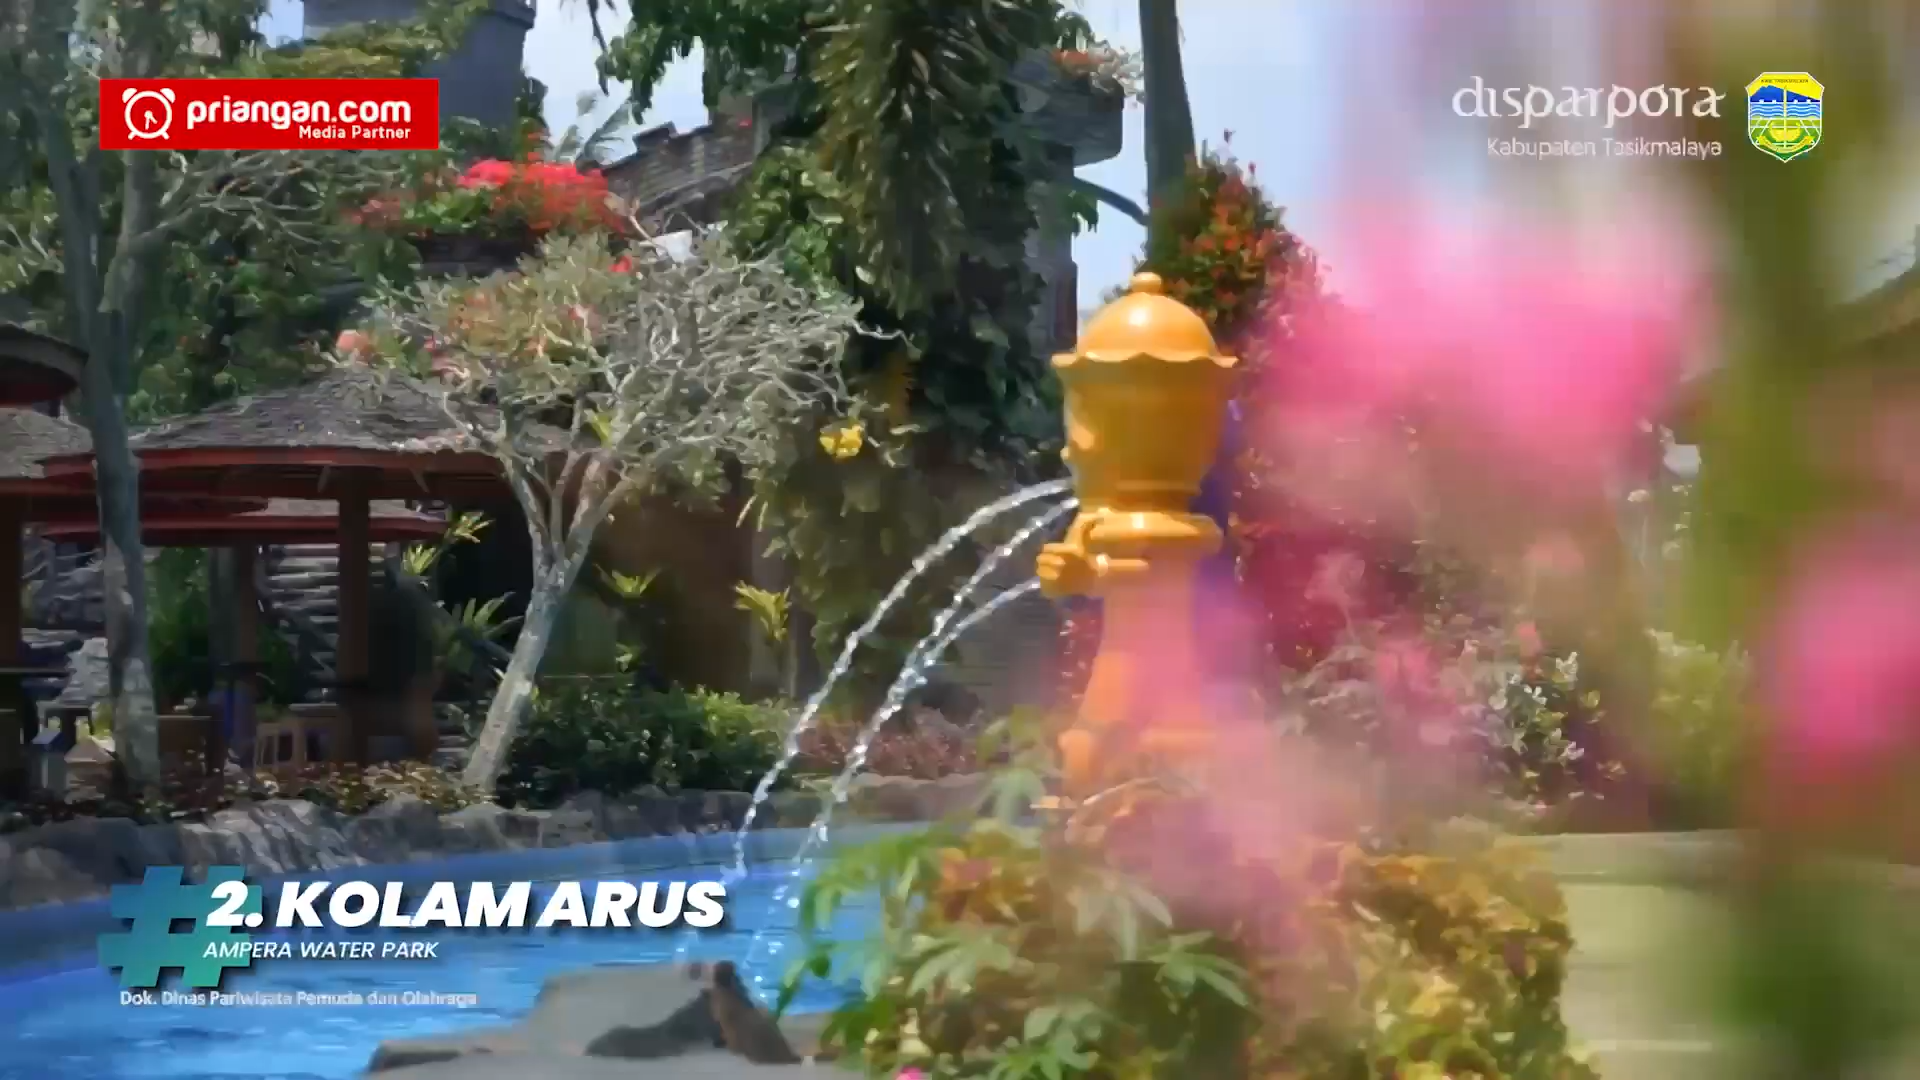 priangan.com
Media Partner
disparpora
Kabupaten Tasikmalaya
#2. KOLAM ARUS
AMPERA WATER PARK
Dok. Dinas Pariwisata Pemuda dan Olahraga